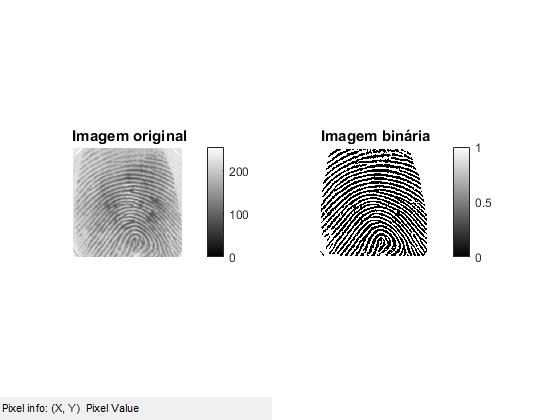 Imagem original
200
100
0
Imagem binária
1
0.5
0
Pixel info: (X, Y)  Pixel Value